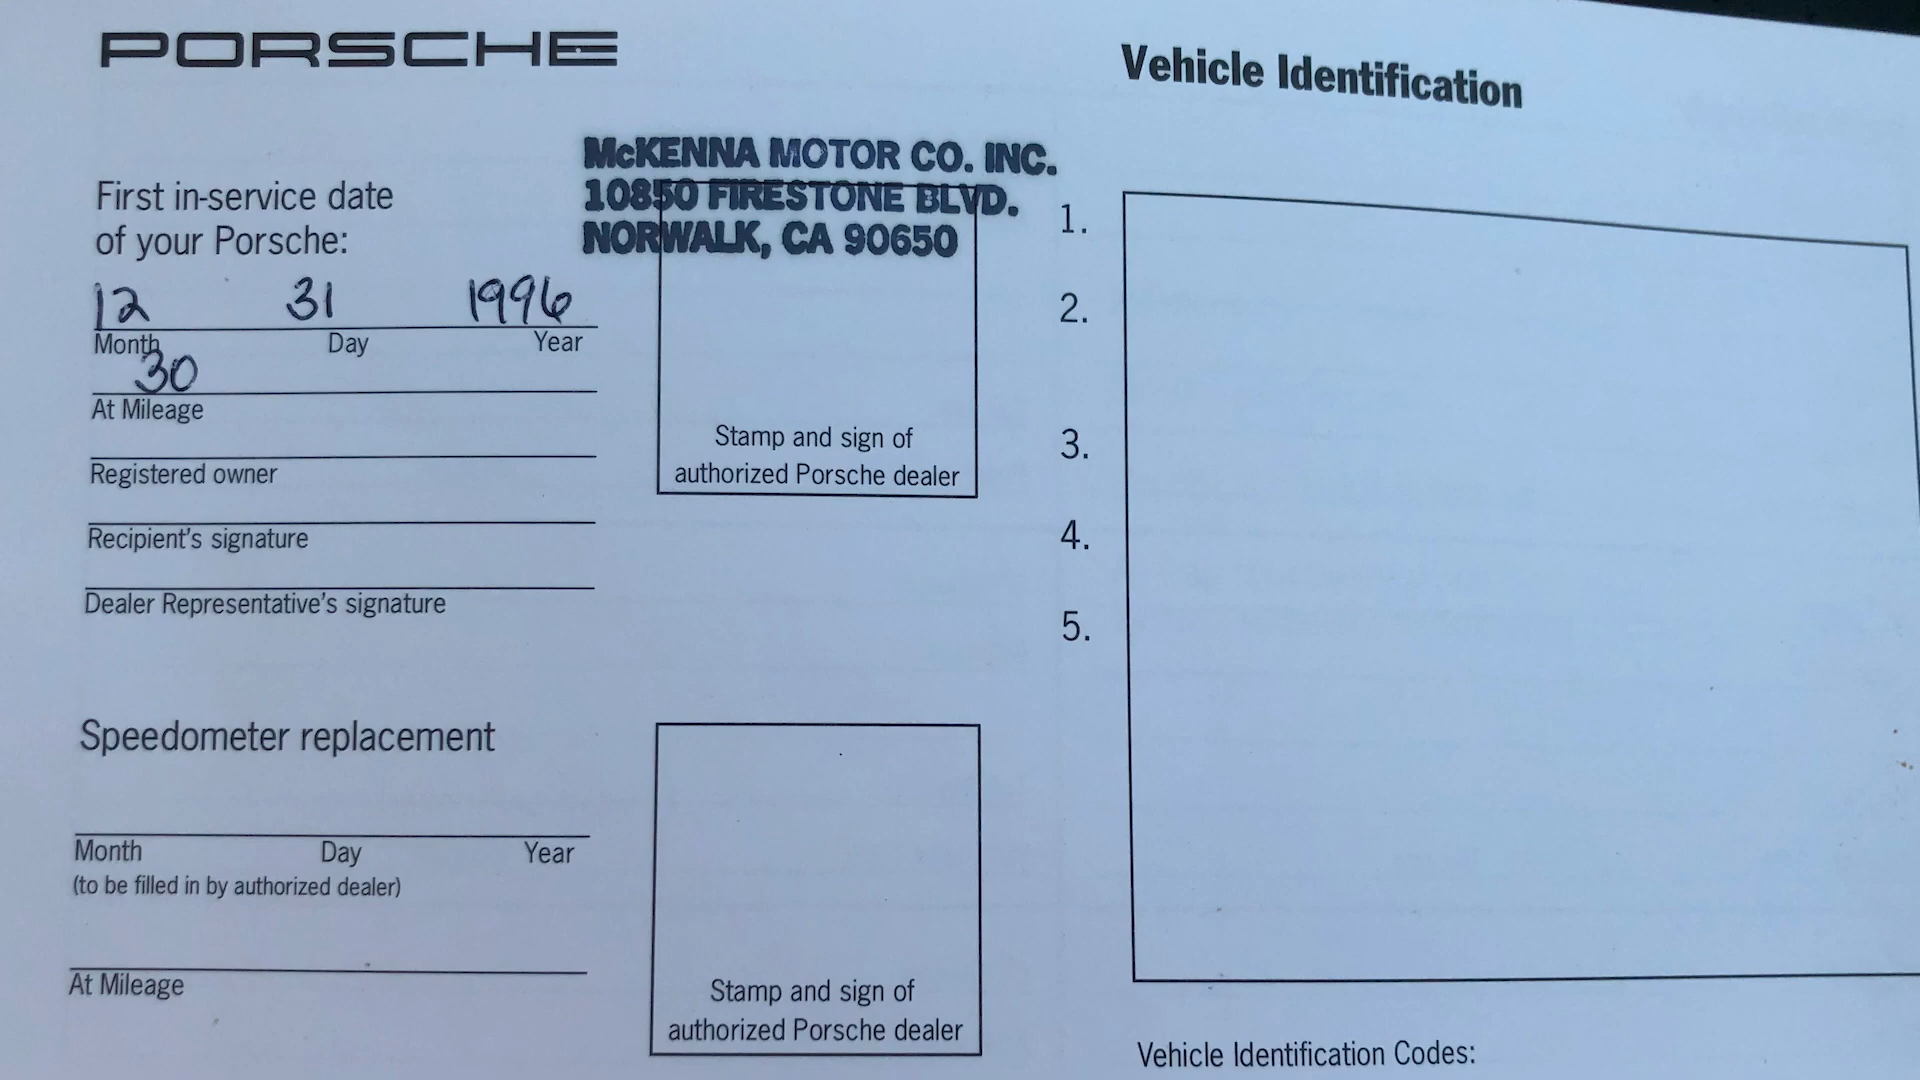 PORSCHE
Vehicle Identification
McKENNA MOTOR CO. INC.
10850 FIRESTONE BLVD.
NORWALK, CA 90650
First in-service date
of your Porsche:
12 31 1996
Month Day Year
30
At Mileage
Registered owner
Recipient's signature
Dealer Representative's signature
Stamp and sign of
authorized Porsche dealer
Speedometer replacement
Month Day Year
(to be filled in by authorized dealer)
At Mileage
Stamp and sign of
authorized Porsche dealer
1.
2.
3.
4.
5.
Vehicle Identification Codes: